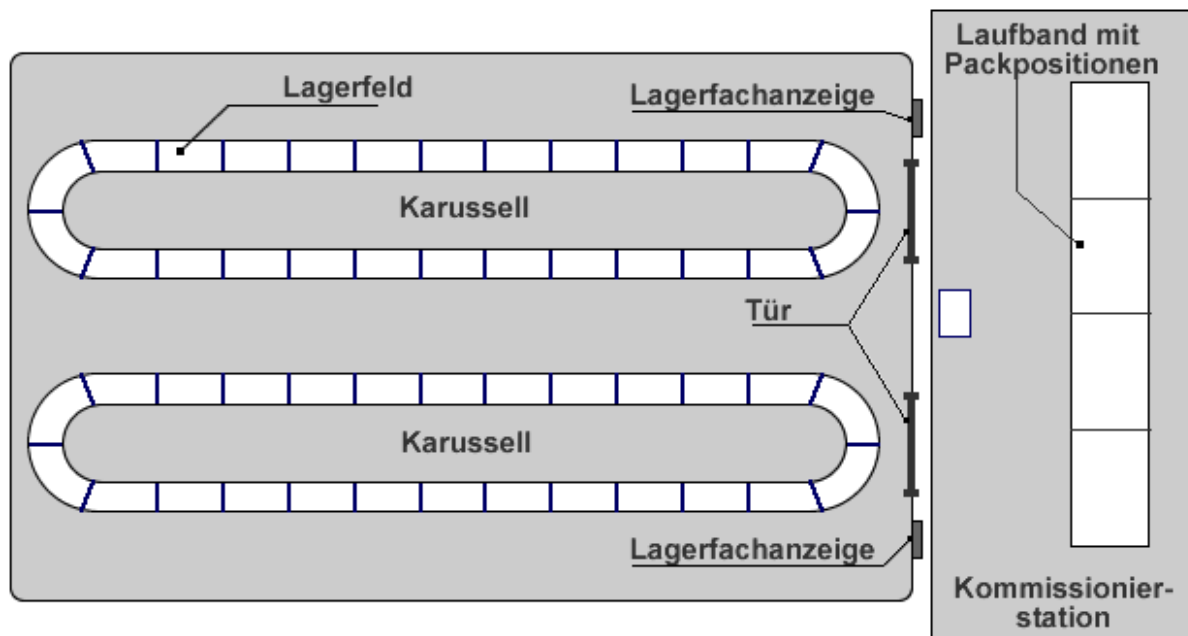 Laufband mit
Packpositionen
Lagerfeld
Lagerfachanzeige
Karussell
Tür
Karussell
Lagerfachanzeige
Kommissionier-
station